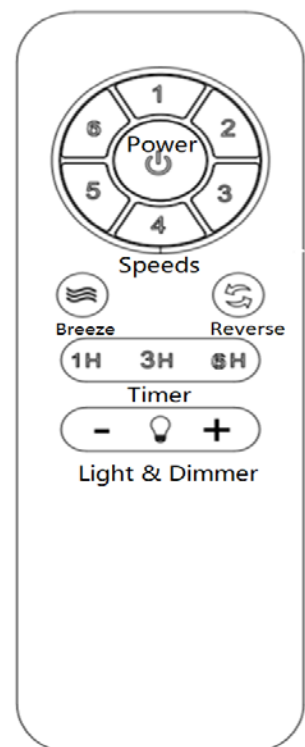 1
6 2
Power
5 3
4
Speeds
Breeze Reverse
1H 3H 6H
Timer
- +
Light & Dimmer